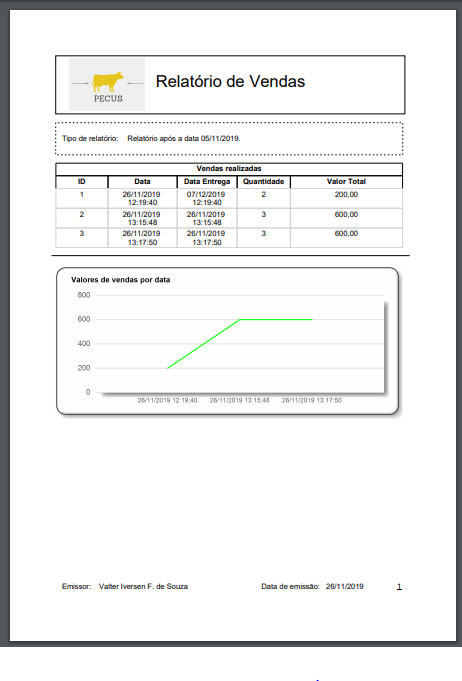 PECUS
Relatório de Vendas
Tipo de relatório: Relatório após a data 05/11/2019.
Vendas realizadas
ID Data Data Entrega Quantidade Valor Total
1 26/11/2019 12:19:40 07/12/2019 12:19:40 2 200,00
2 26/11/2019 13:15:48 26/11/2019 13:15:48 3 600,00
3 26/11/2019 13:17:50 26/11/2019 13:17:50 3 600,00
Valores de vendas por data
800
600
400
200
0
26/11/2019 12:19:40 26/11/2019 13:15:48 26/11/2019 13:17:50
Emissor: Valter Iversen F. de Souza Data de emissão: 26/11/2019 1